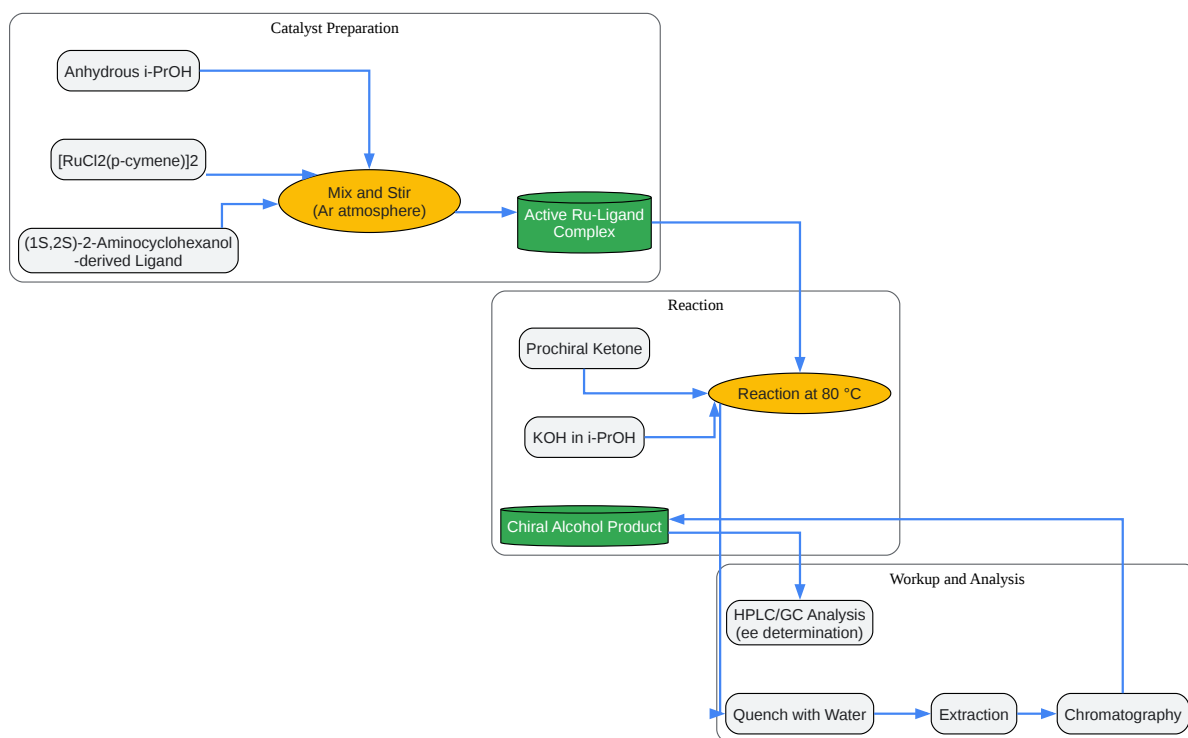 Catalyst Preparation
Anhydrous i-PrOH
[RuCl2(p-cymene)]2
(1S,2S)-2-Aminocyclohexanol
-derived Ligand
Mix and Stir
(Ar atmosphere)
Active Ru-Ligand
Complex
Reaction
Prochiral Ketone
Reaction at 80 °C
KOH in i-PrOH
Chiral Alcohol Product
Workup and Analysis
HPLC/GC Analysis
(ee determination)
Quench with Water
Extraction
Chromatography